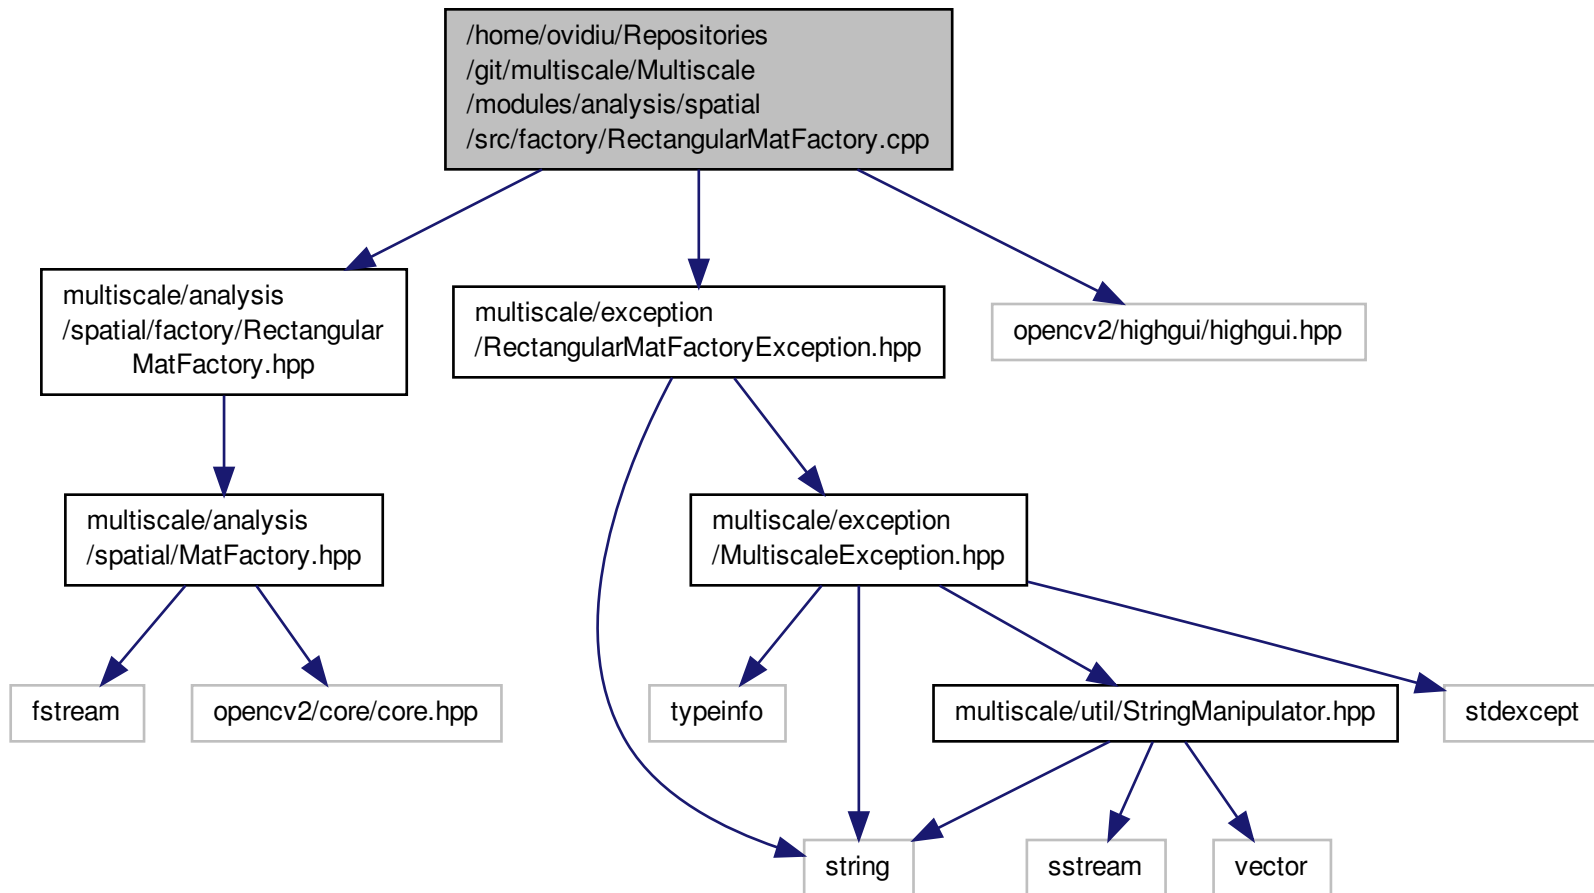 /home/ovidiu/Repositories
/git/multiscale/Multiscale
/modules/analysis/spatial
/src/factory/RectangularMatFactory.cpp
multiscale/analysis
/spatial/factory/Rectangular
MatFactory.hpp
multiscale/exception
/RectangularMatFactoryException.hpp
opencv2/highgui/highgui.hpp
multiscale/analysis
/spatial/MatFactory.hpp
multiscale/exception
/MultiscaleException.hpp
fstream
opencv2/core/core.hpp
typeinfo
multiscale/util/StringManipulator.hpp
stdexcept
string
sstream
vector